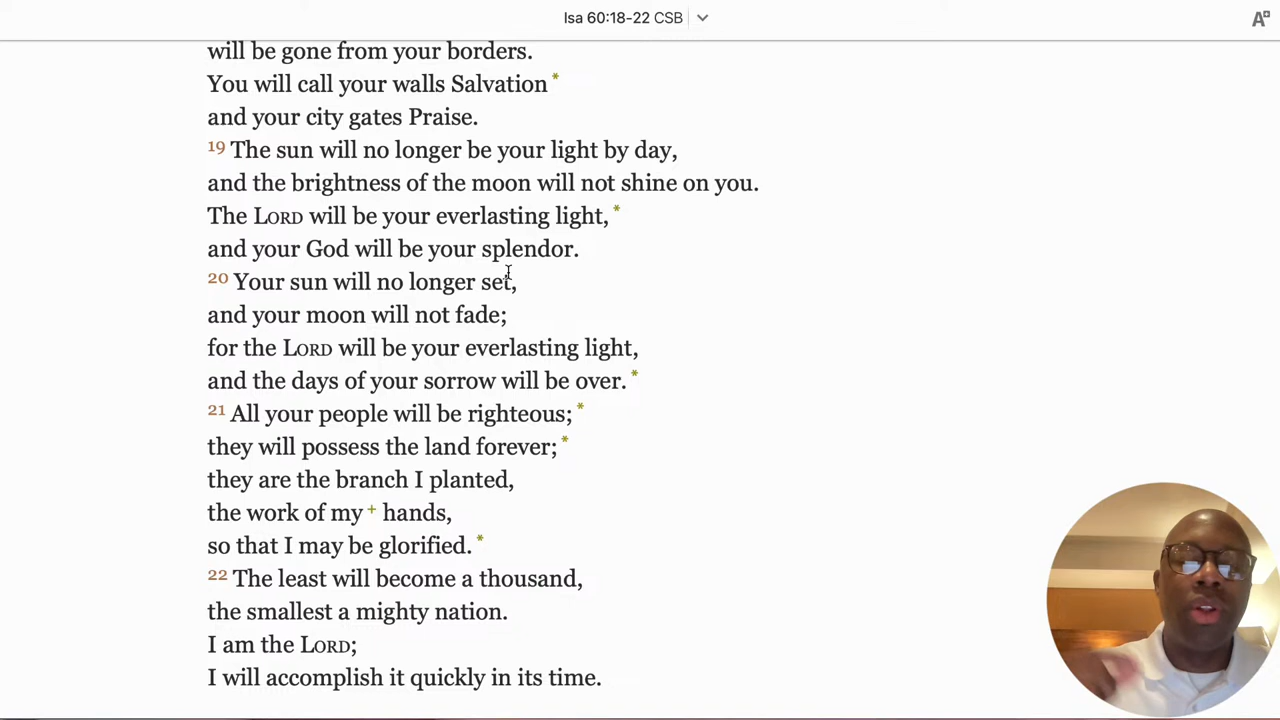 Isa 60:18-22 CSB
will be gone from your borders.
You will call your walls Salvation *
and your city gates Praise.
19 The sun will no longer be your light by day,
and the brightness of the moon will not shine on you.
The LORD will be your everlasting light, *
and your God will be your splendor.
20 Your sun will no longer set,
and your moon will not fade;
for the LORD will be your everlasting light,
and the days of your sorrow will be over. *
21 All your people will be righteous; *
they will possess the land forever; *
they are the branch I planted,
the work of my + hands,
so that I may be glorified. *
22 The least will become a thousand,
the smallest a mighty nation.
I am the LORD;
I will accomplish it quickly in its time.